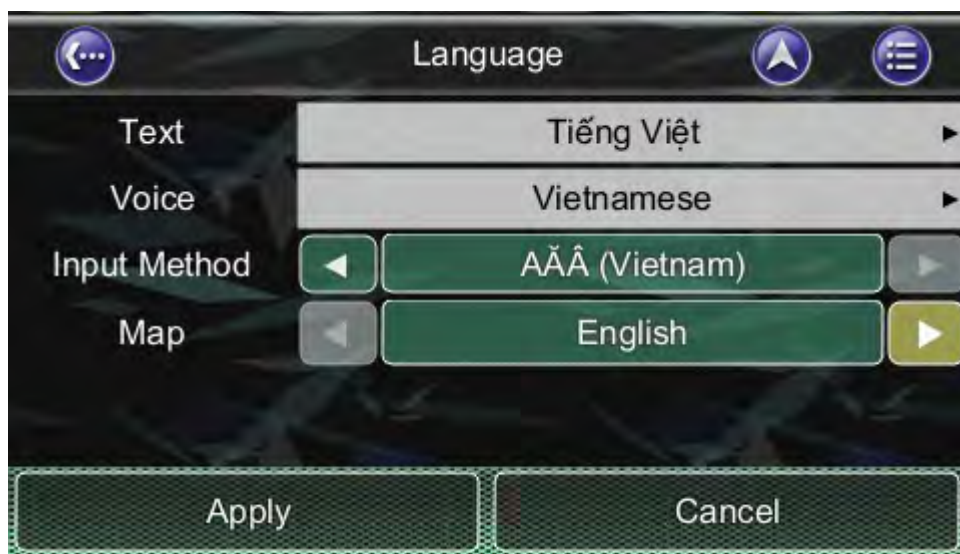 Language
Text
Tiếng Việt
Voice
Vietnamese
Input Method
AĂÂ (Vietnam)
Map
English
Apply
Cancel